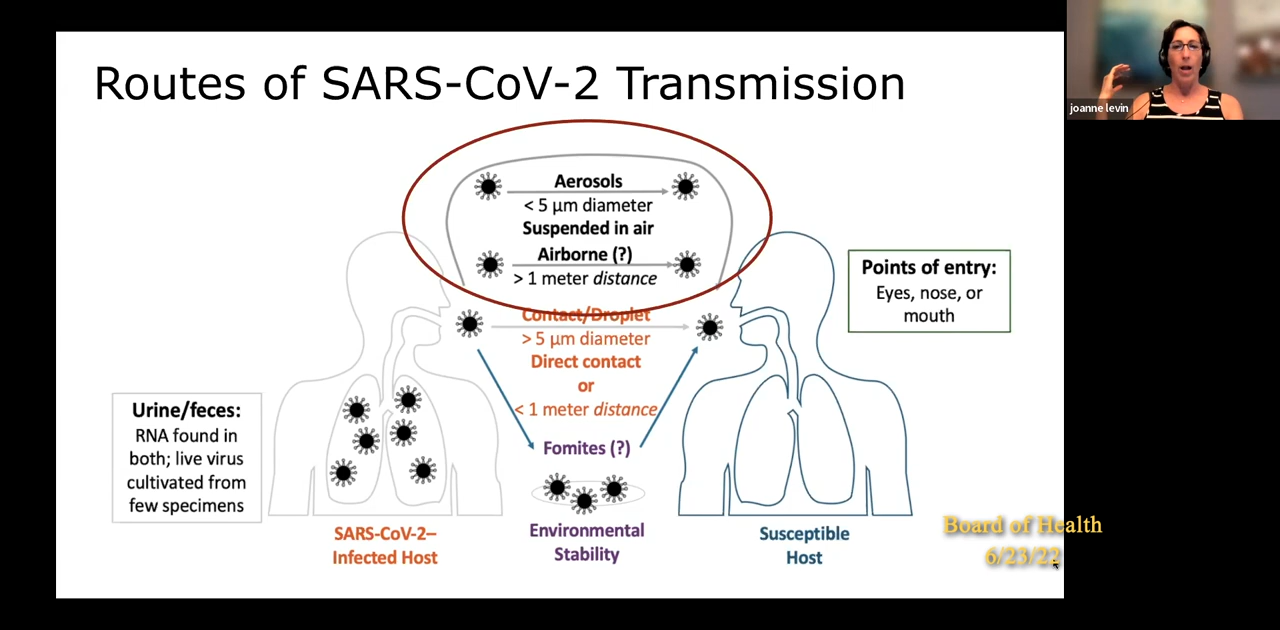 Routes of SARS-CoV-2 Transmission
joanne levin
Aerosols
< 5 µm diameter
Suspended in air
Airborne (?)
> 1 meter distance
Contact/Droplet
> 5 µm diameter
Direct contact
or
< 1 meter distance
Fomites (?)
Environmental
Stability
Points of entry:
Eyes, nose, or
mouth
Urine/feces:
RNA found in
both; live virus
cultivated from
few specimens
SARS-CoV-2–
Infected Host
Susceptible
Host
Board of Health
6/23/22